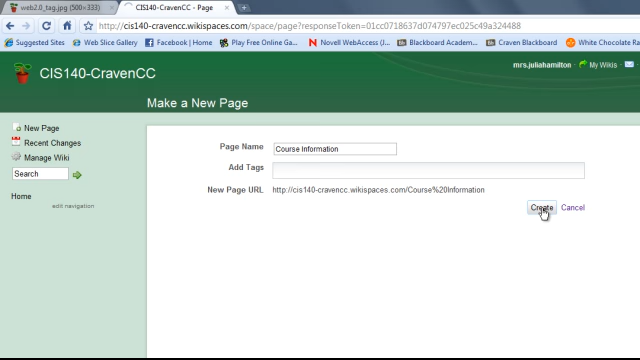 web2.0_tag.jpg (500×333)
CIS140-CravenCC - Page
http://cis140-cravencc.wikispaces.com/space/page?responseToken=01cc0718637d074797ec025c49a324488
Suggested Sites Web Slice Gallery Facebook | Home Play Free Online Ga... Novell WebAccess (J... Blackboard Academ... Craven Blackboard White Chocolate Ra
mrs.juliahamilton · My Wikis ·
CIS140-CravenCC
Make a New Page
New Page
Recent Changes
Manage Wiki
Search
Home
edit navigation
Page Name Course Information
Add Tags
New Page URL http://cis140-cravencc.wikispaces.com/Course%20Information
Create Cancel